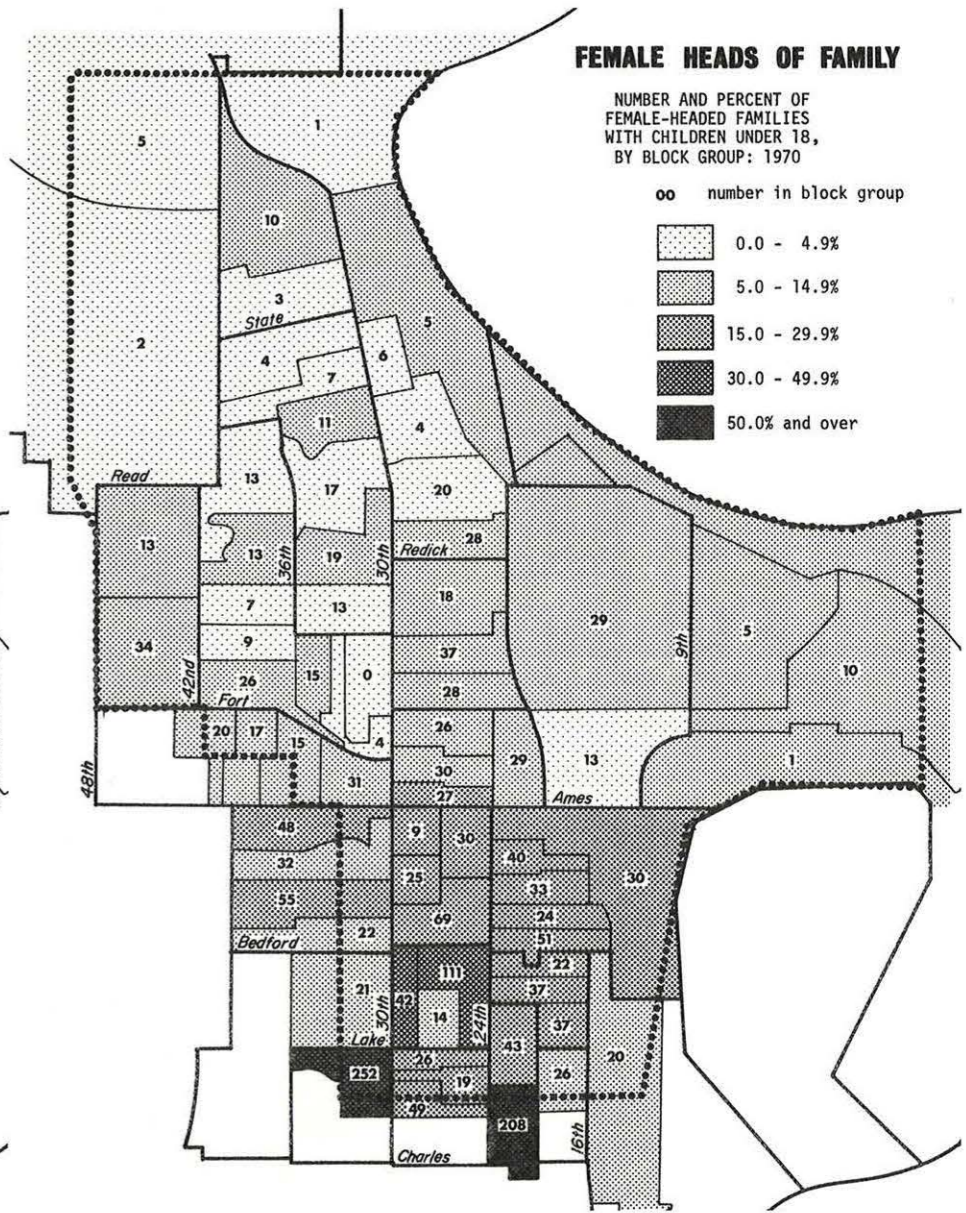 FEMALE HEADS OF FAMILY
NUMBER AND PERCENT OF
FEMALE-HEADED FAMILIES
WITH CHILDREN UNDER 18,
BY BLOCK GROUP: 1970
oo number in block group
0.0 - 4.9%
5.0 - 14.9%
15.0 - 29.9%
30.0 - 49.9%
50.0% and over
1
5
10
3
State
5
2
6
4
7
11
4
Read
13
17
20
28
Redick
13
13
19
36th
30th
18
29
5
7
13
10
9th
34
9
37
15
0
26
28
42nd
Fort
20
17
15
4
26
29
13
1
48th
31
30
27
Ames
48
9
30
40
30
32
25
33
55
69
24
22
51
Bedford
111
22
21
42
37
30th
14
24th
37
Lake
43
20
252
26
19
26
49
208
16th
Charles